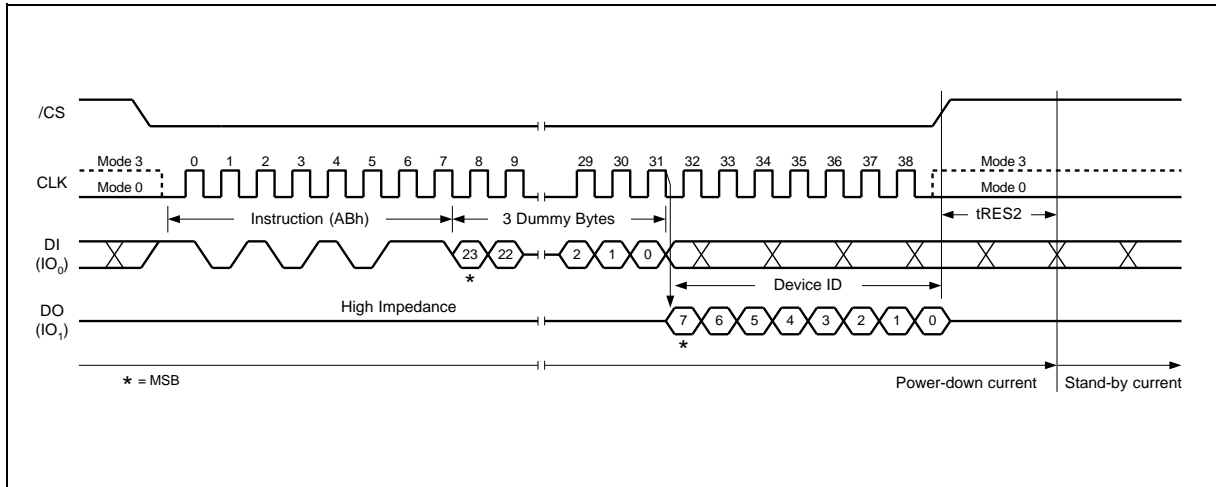 /CS
Mode 3 0 1 2 3 4 5 6 7 8 9 29 30 31 32 33 34 35 36 37 38 Mode 3
CLK
Mode 0 Mode 0
Instruction (ABh) 3 Dummy Bytes tRES2
DI
(IO0)
23 22 2 1 0
*
Device ID
High Impedance
DO
(IO1)
7 6 5 4 3 2 1 0
*
* = MSB
Power-down current Stand-by current